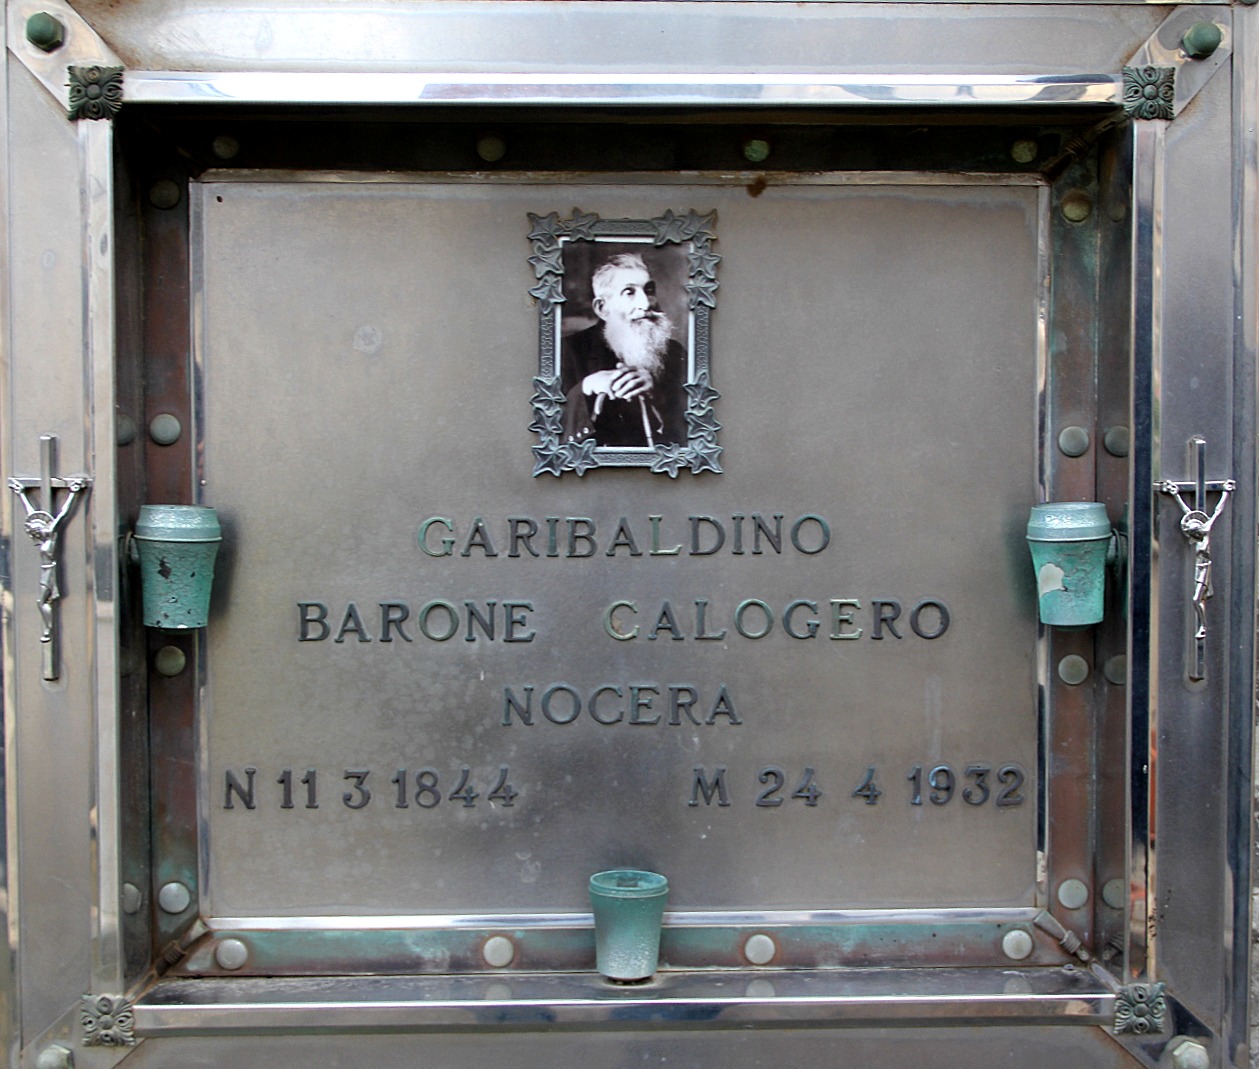 GARIBALDINO
BARONE CALOGERO
NOCERA
N 11 3 1844 M 24 4 1932